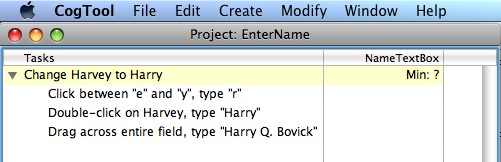 CogTool File Edit Create Modify Window Help
Project: EnterName
Tasks NameTextBox
Change Harvey to Harry Min: ?
Click between "e" and "y", type "r"
Double-click on Harvey, type "Harry"
Drag across entire field, type "Harry Q. Bovick"